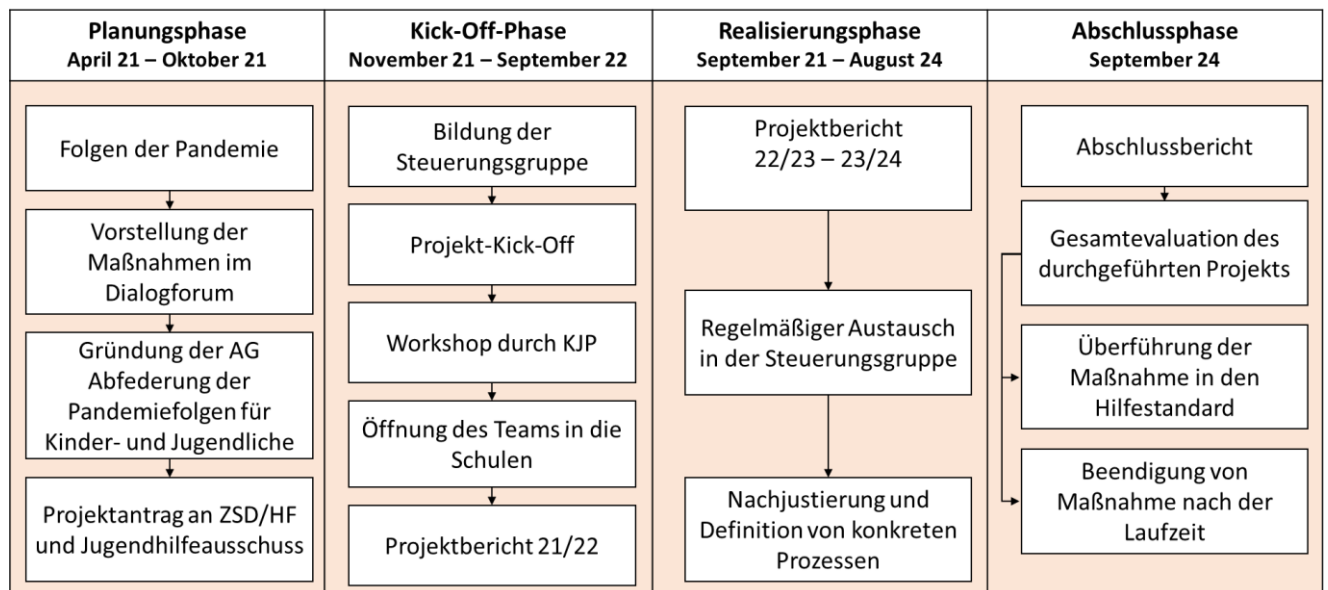 Planungsphase
April 21 – Oktober 21
Folgen der Pandemie
Vorstellung der
Maßnahmen im
Dialogforum
Gründung der AG
Abfederung der
Pandemiefolgen für
Kinder- und Jugendliche
Projektantrag an ZSD/HF
und Jugendhilfeausschuss
Kick-Off-Phase
November 21 – September 22
Bildung der
Steuerungsgruppe
Projekt-Kick-Off
Workshop durch KJP
Öffnung des Teams in die
Schulen
Projektbericht 21/22
Realisierungsphase
September 21 – August 24
Projektbericht
22/23 – 23/24
Regelmäßiger Austausch
in der Steuerungsgruppe
Nachjustierung und
Definition von konkreten
Prozessen
Abschlussphase
September 24
Abschlussbericht
Gesamtevaluation des
durchgeführten Projekts
Überführung der
Maßnahme in den
Hilfestandard
Beendigung von
Maßnahme nach der
Laufzeit